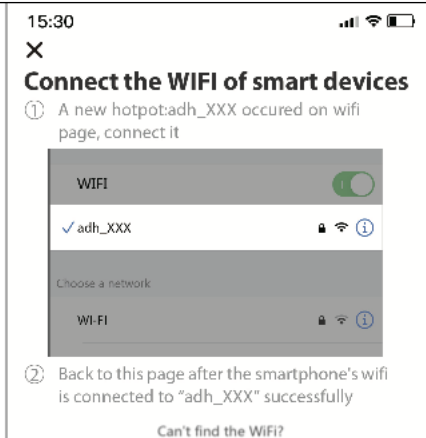 15:30
Connect the WIFI of smart devices
① A new hotpot:adh_XXX occured on wifi
page, connect it
WIFI
adh_XXX
Choose a network
WI-FI
② Back to this page after the smartphone's wifi
is connected to “adh_XXX” successfully
Can't find the WiFi?